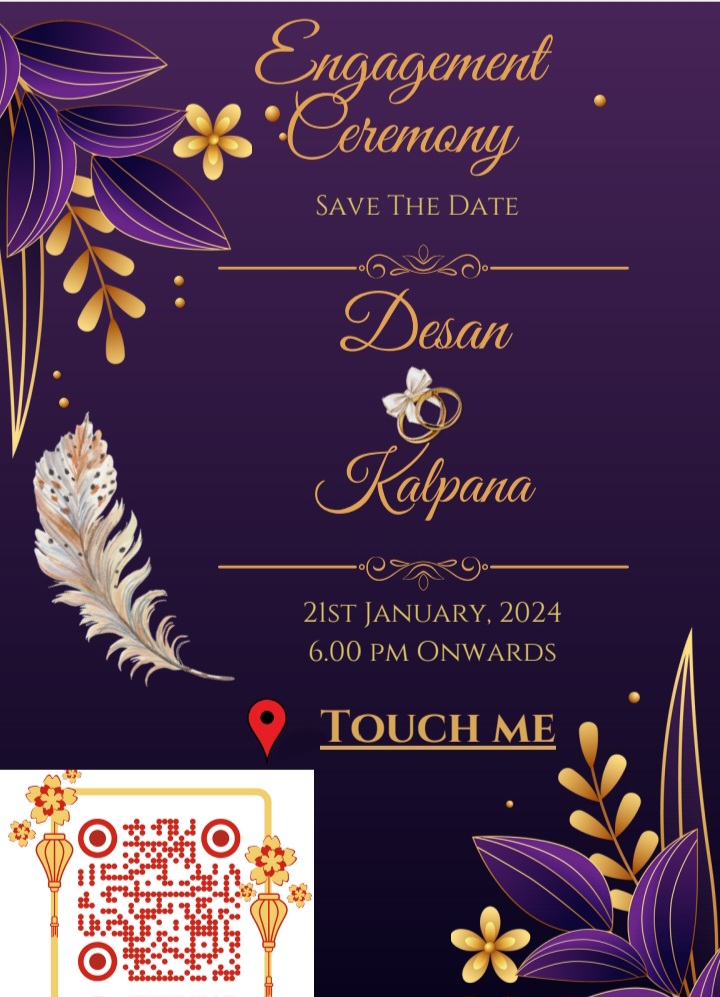 Engagement
Ceremony
Save The Date
Desan
Kalpana
21st January, 2024
6.00 pm Onwards
Touch me